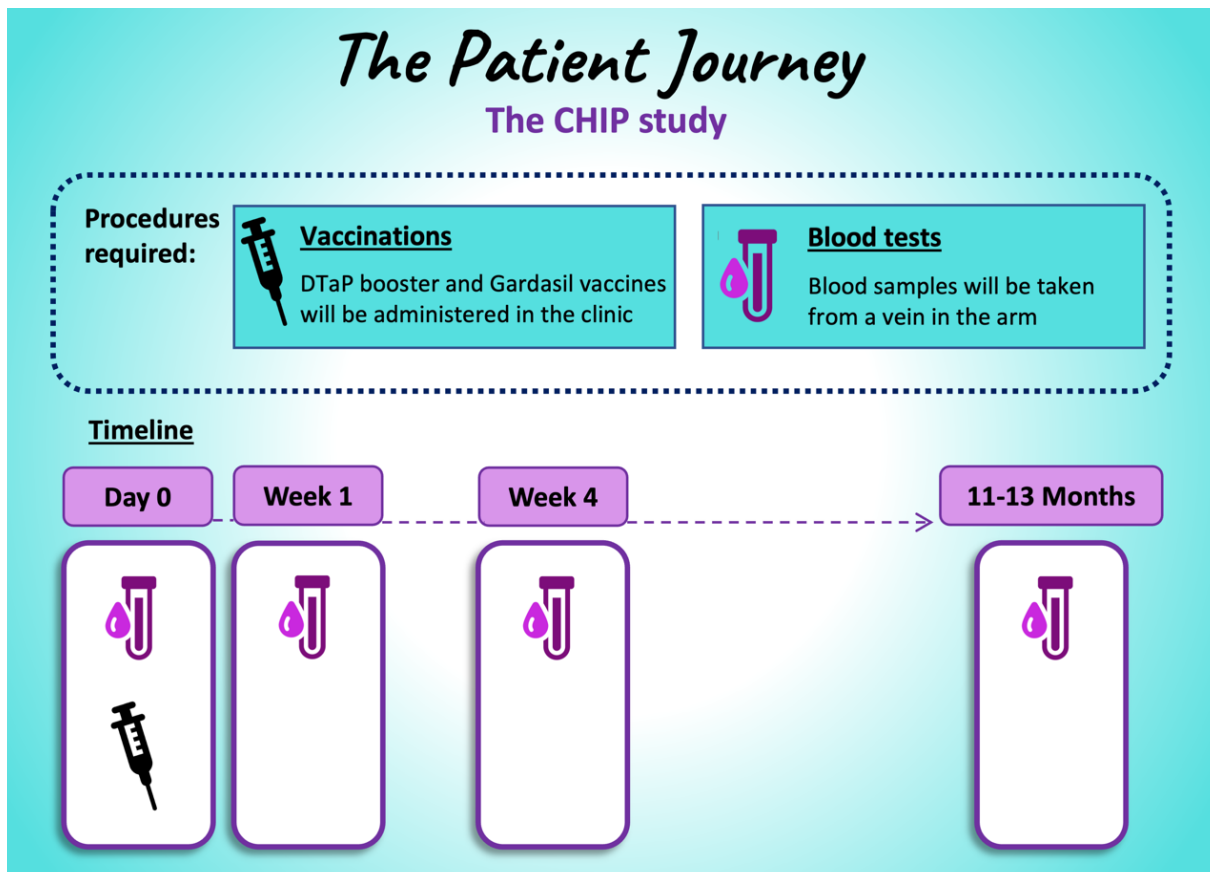 The Patient Journey
The CHIP study
Procedures
required:
Vaccinations
DTaP booster and Gardasil vaccines
will be administered in the clinic
Blood tests
Blood samples will be taken
from a vein in the arm
Timeline
Day 0
Week 1
Week 4
11-13 Months